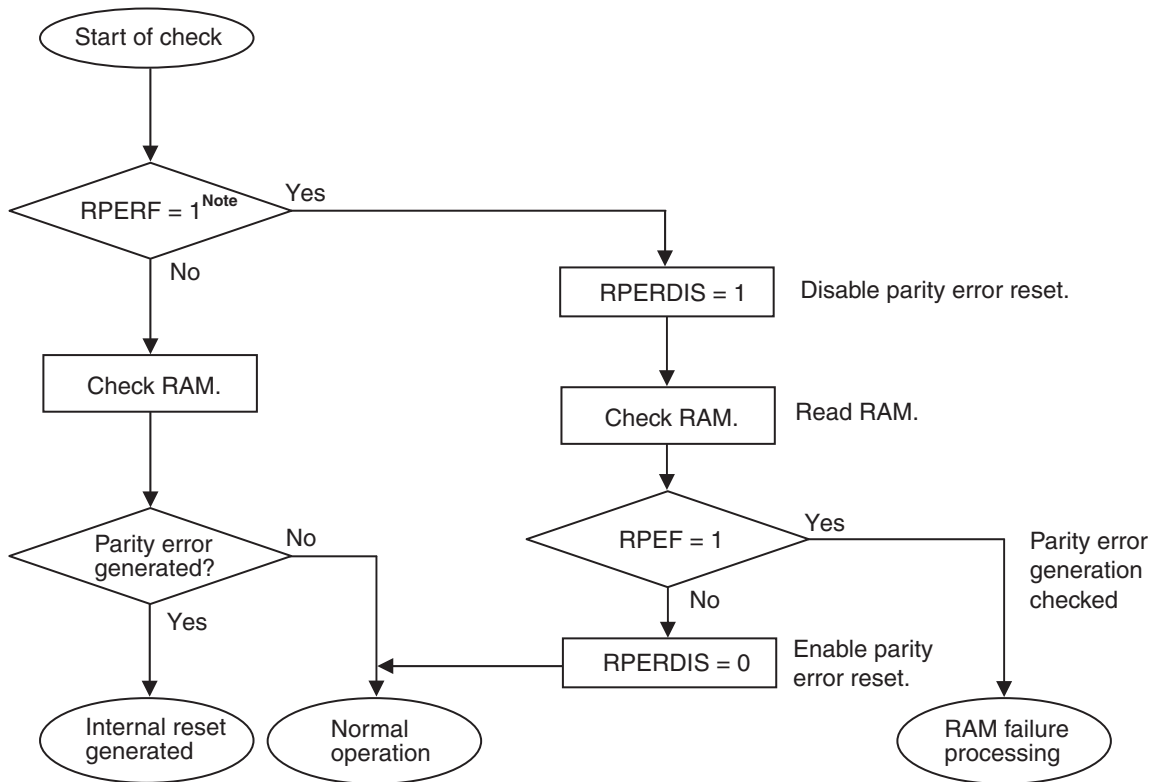 Start of check
RPERF = 1Note
Yes
No
RPERDIS = 1
Disable parity error reset.
Check RAM.
Check RAM.
Read RAM.
Parity error
generated?
No
Yes
RPEF = 1
Yes
No
Parity error
generation
checked
RPERDIS = 0
Enable parity
error reset.
Internal reset
generated
Normal
operation
RAM failure
processing